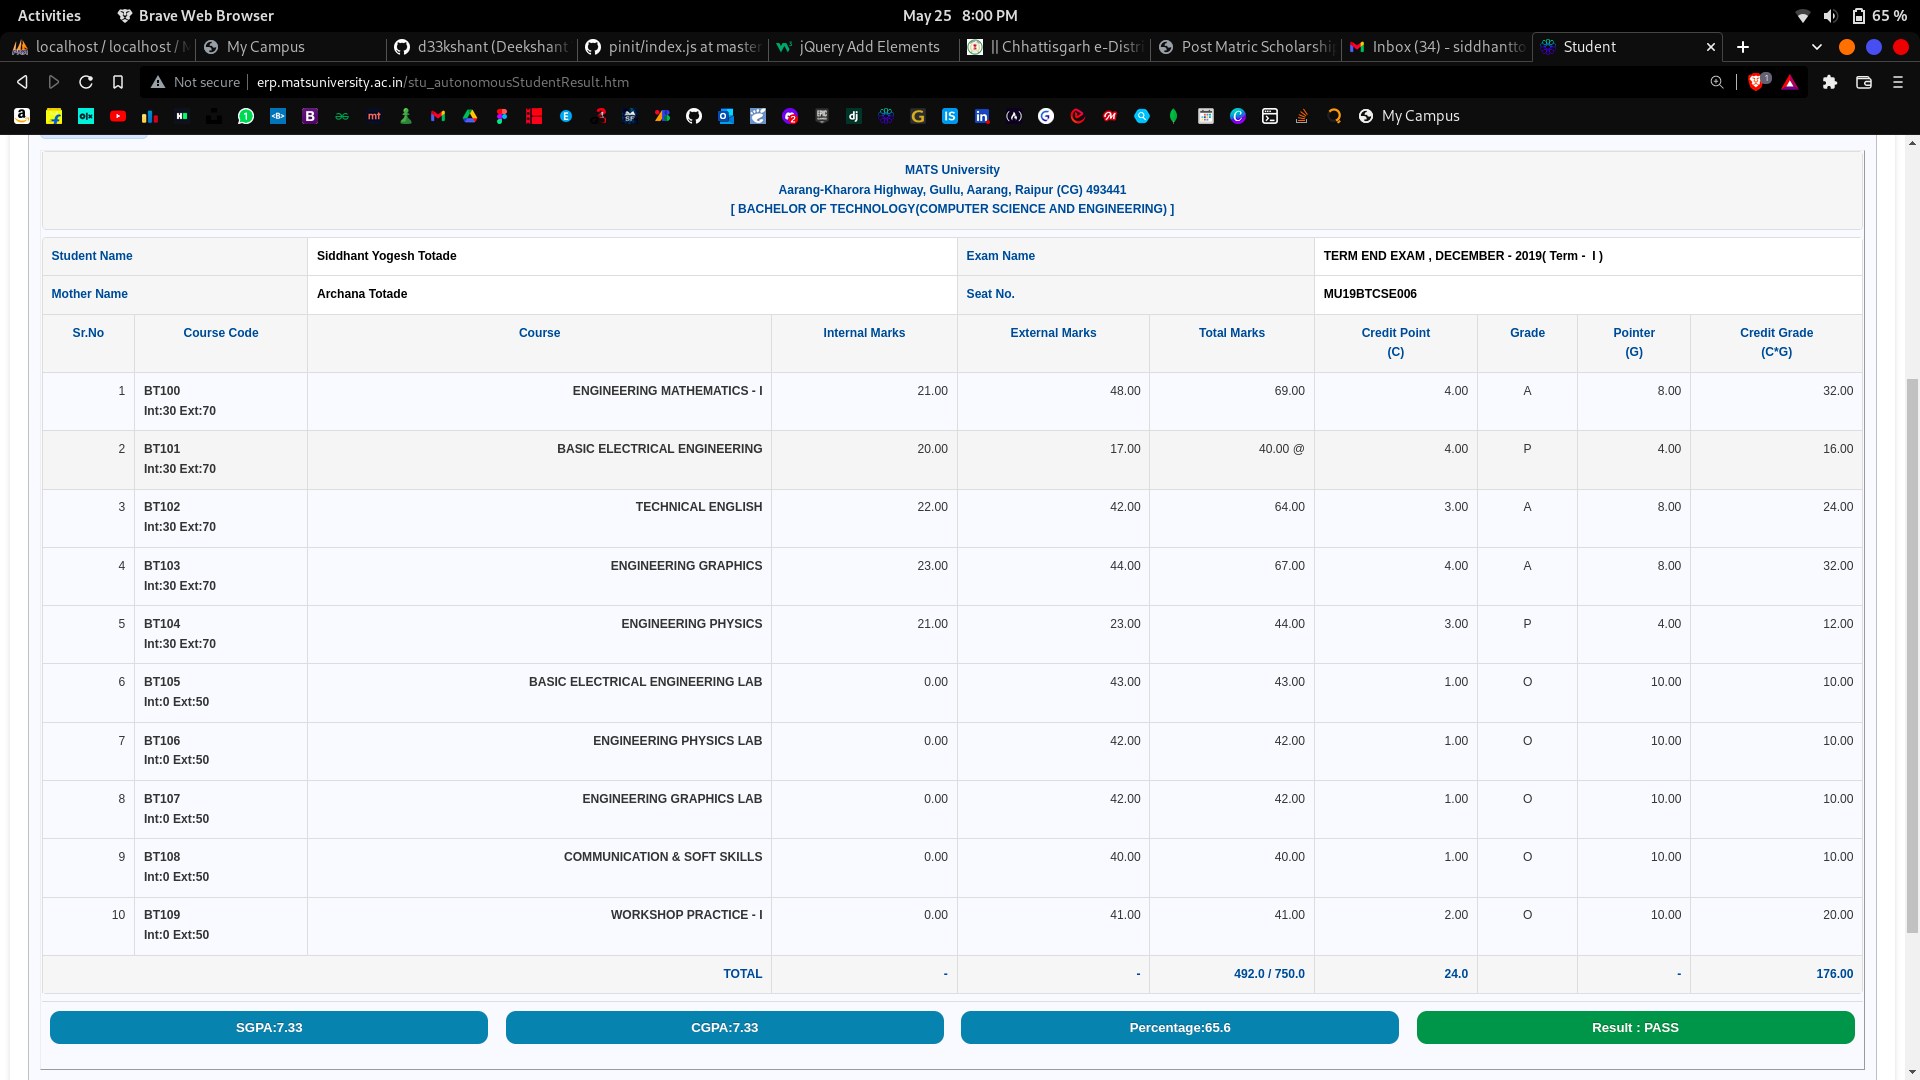 Activities
Brave Web Browser
May 25 8:00 PM
65 %
localhost / localhost /
My Campus
d33kshant (Deekshant
pinit/index.js at master
jQuery Add Elements
|| Chhattisgarh e-Distri
Post Matric Scholarship
Inbox (34) - siddhantto
Student
Not secure
erp.matsuniversity.ac.in/stu_autonomousStudentResult.htm
My Campus
MATS University
Aarang-Kharora Highway, Gullu, Aarang, Raipur (CG) 493441
[ BACHELOR OF TECHNOLOGY(COMPUTER SCIENCE AND ENGINEERING) ]
Student Name Siddhant Yogesh Totade Exam Name TERM END EXAM , DECEMBER - 2019( Term - I )
Mother Name Archana Totade Seat No. MU19BTCSE006
Sr.No Course Code Course Internal Marks External Marks Total Marks Credit Point Grade Pointer Credit Grade
(C) (G) (C*G)
1 BT100 ENGINEERING MATHEMATICS - I 21.00 48.00 69.00 4.00 A 8.00 32.00
Int:30 Ext:70
2 BT101 BASIC ELECTRICAL ENGINEERING 20.00 17.00 40.00 @ 4.00 P 4.00 16.00
Int:30 Ext:70
3 BT102 TECHNICAL ENGLISH 22.00 42.00 64.00 3.00 A 8.00 24.00
Int:30 Ext:70
4 BT103 ENGINEERING GRAPHICS 23.00 44.00 67.00 4.00 A 8.00 32.00
Int:30 Ext:70
5 BT104 ENGINEERING PHYSICS 21.00 23.00 44.00 3.00 P 4.00 12.00
Int:30 Ext:70
6 BT105 BASIC ELECTRICAL ENGINEERING LAB 0.00 43.00 43.00 1.00 O 10.00 10.00
Int:0 Ext:50
7 BT106 ENGINEERING PHYSICS LAB 0.00 42.00 42.00 1.00 O 10.00 10.00
Int:0 Ext:50
8 BT107 ENGINEERING GRAPHICS LAB 0.00 42.00 42.00 1.00 O 10.00 10.00
Int:0 Ext:50
9 BT108 COMMUNICATION & SOFT SKILLS 0.00 40.00 40.00 1.00 O 10.00 10.00
Int:0 Ext:50
10 BT109 WORKSHOP PRACTICE - I 0.00 41.00 41.00 2.00 O 10.00 20.00
Int:0 Ext:50
TOTAL - - 492.0 / 750.0 24.0 - 176.00
SGPA:7.33 CGPA:7.33 Percentage:65.6 Result : PASS